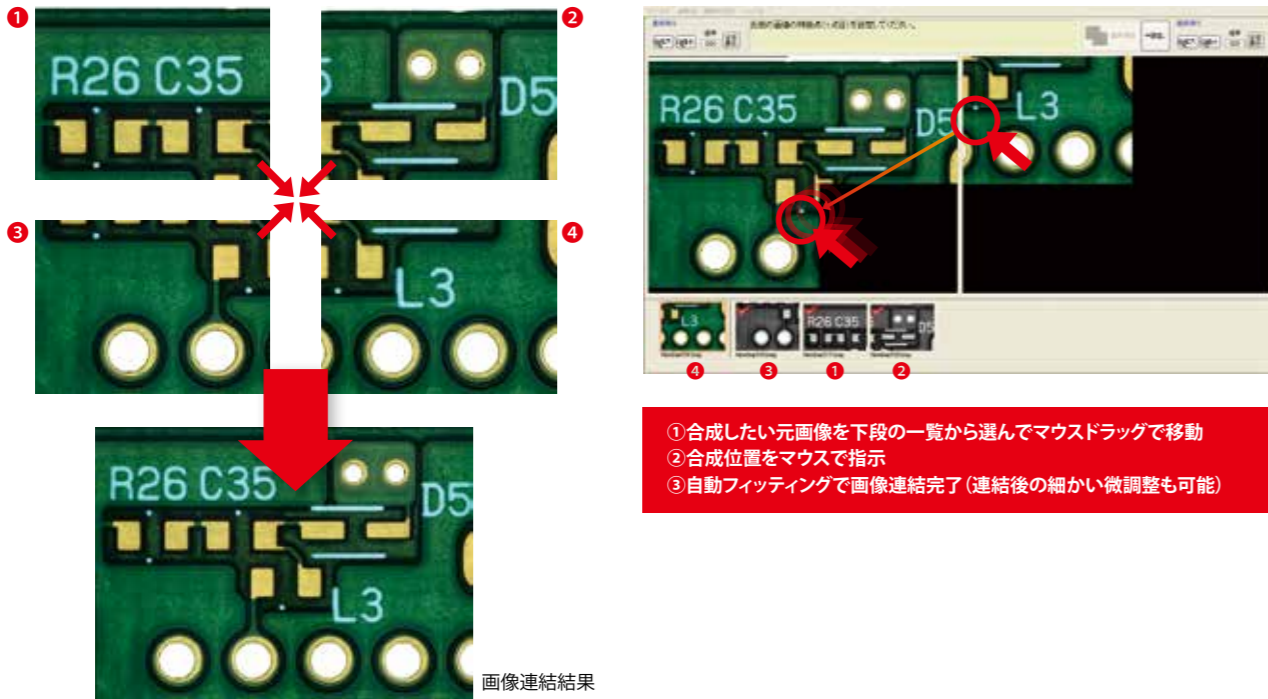 ❶
❷
R26 C35
5
D5
❸
❹
L3
R26 C35
D5
L3
画像連結結果
R26 C35
D5
L3
L3
R26 C35
D5
❹
❸
❶
❷
①合成したい元画像を下段の一覧から選んでマウスドラッグで移動
②合成位置をマウスで指示
③自動フィッティングで画像連結完了（連結後の細かい微調整も可能）